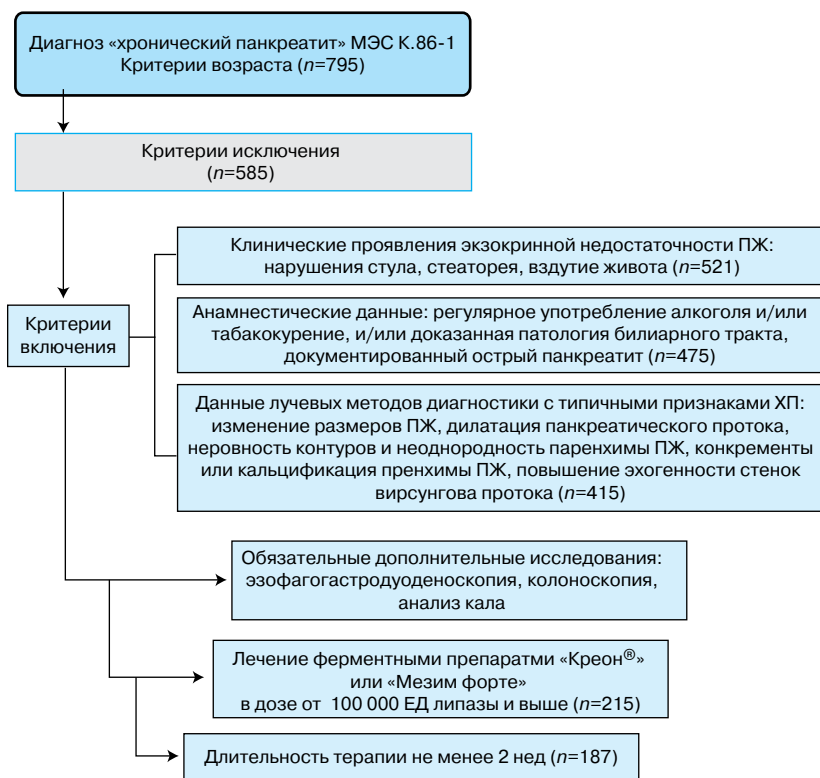 Диагноз «хронический панкреатит» МЭС К.86-1
Критерии возраста (n=795)
Критерии исключения
(n=585)
Клинические проявления экзокринной недостаточности ПЖ:
нарушения стула, стеаторея, вздутие живота (n=521)
Критерии
включения
Анамнестические данные: регулярное употребление алкоголя и/или
табакокурение, и/или доказанная патология билиарного тракта,
документированный острый панкреатит (n=475)
Данные лучевых методов диагностики с типичными признаками ХП:
изменение размеров ПЖ, дилатация панкреатического протока,
неровность контуров и неоднородность паренхимы ПЖ, конкременты
или кальцификация пренхимы ПЖ, повышение эхогенности стенок
вирсунгова протока (n=415)
Обязательные дополнительные исследования:
эзофагогастродуоденоскопия, колоноскопия,
анализ кала
Лечение ферментными препаратми «Креон®»
или «Мезим форте»
в дозе от 100 000 ЕД липазы и выше (n=215)
Длительность терапии не менее 2 нед (n=187)